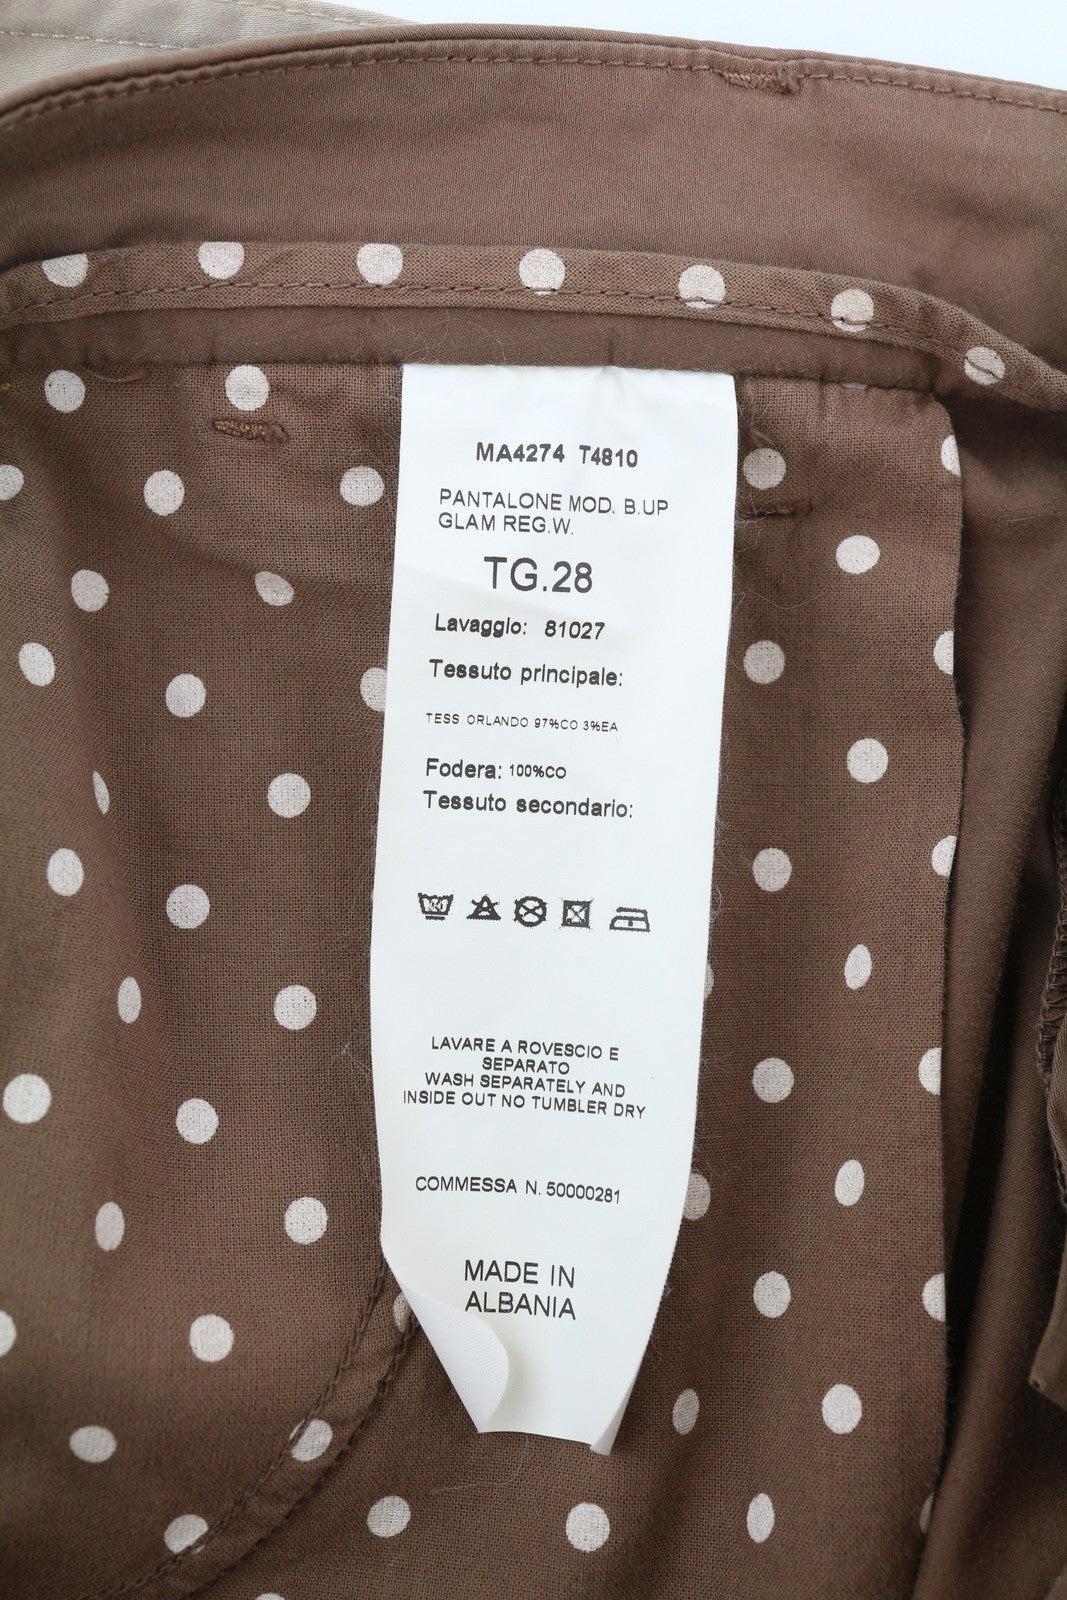 MA4274 T4810
PANTALONE MOD. B.UP
GLAM REG.W.
TG.28
Lavaggio: 81027
Tessuto principale:
TESS ORLANDO 97%CO 3%EA
Fodera: 100%CO
Tessuto secondario:
LAVARE A ROVESCIO E
SEPARATO
WASH SEPARATELY AND
INSIDE OUT NO TUMBLER DRY
COMMESSA N. 50000281
MADE IN
ALBANIA